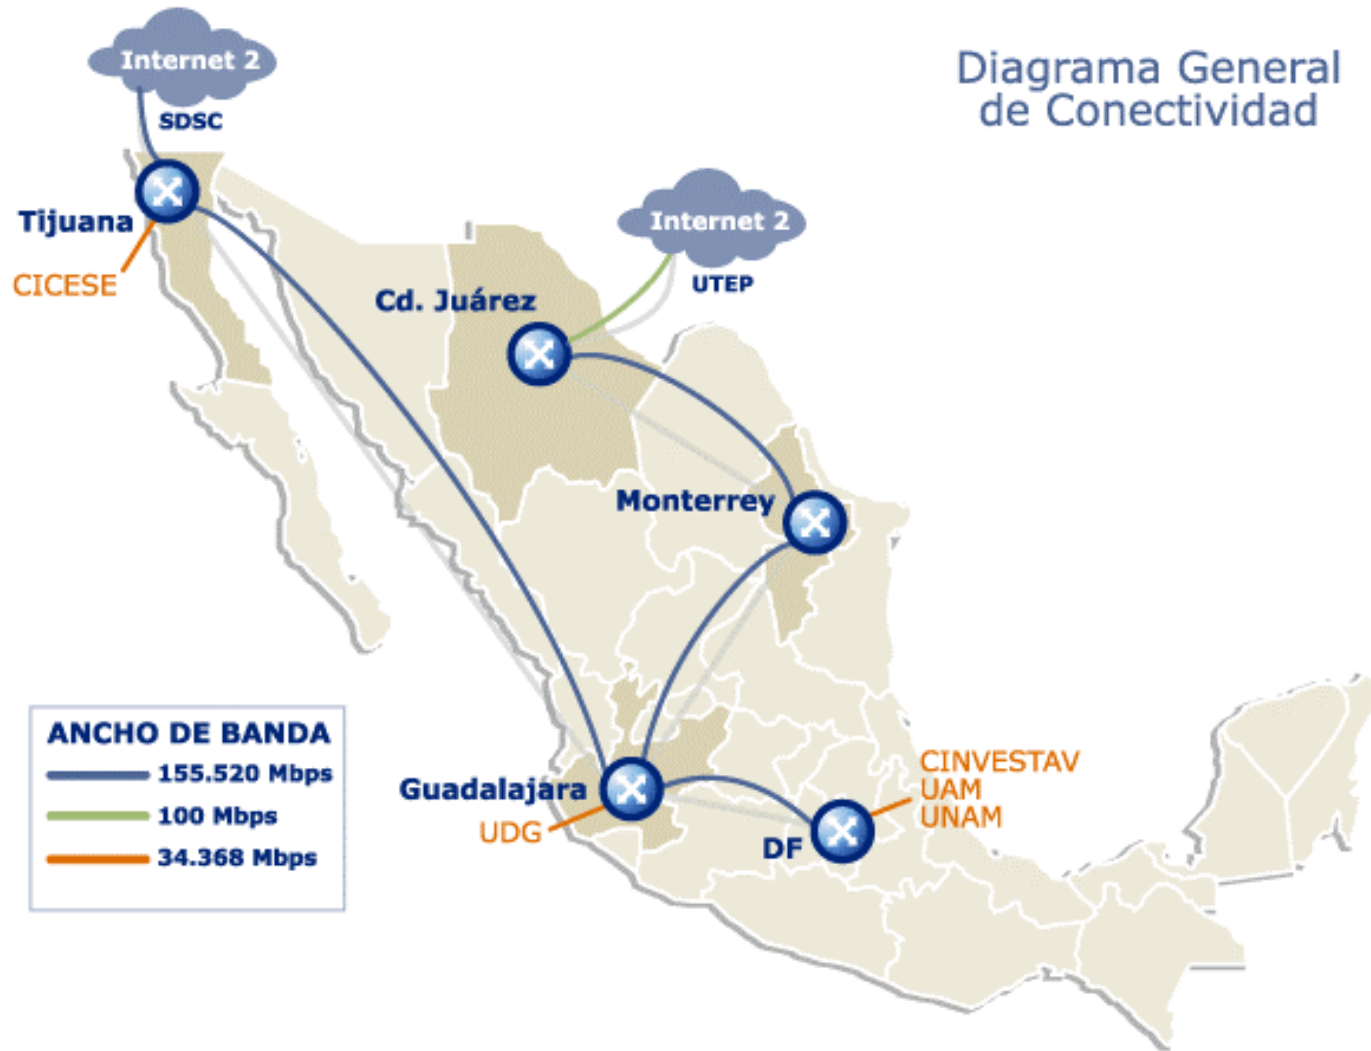 Internet 2
SDSC
Diagrama General
de Conectividad
Tijuana
CICESE
Internet 2
UTEP
Cd. Juárez
Monterrey
ANCHO DE BANDA
155.520 Mbps
100 Mbps
34.368 Mbps
Guadalajara
UDG
CINVESTAV
UAM
UNAM
DF